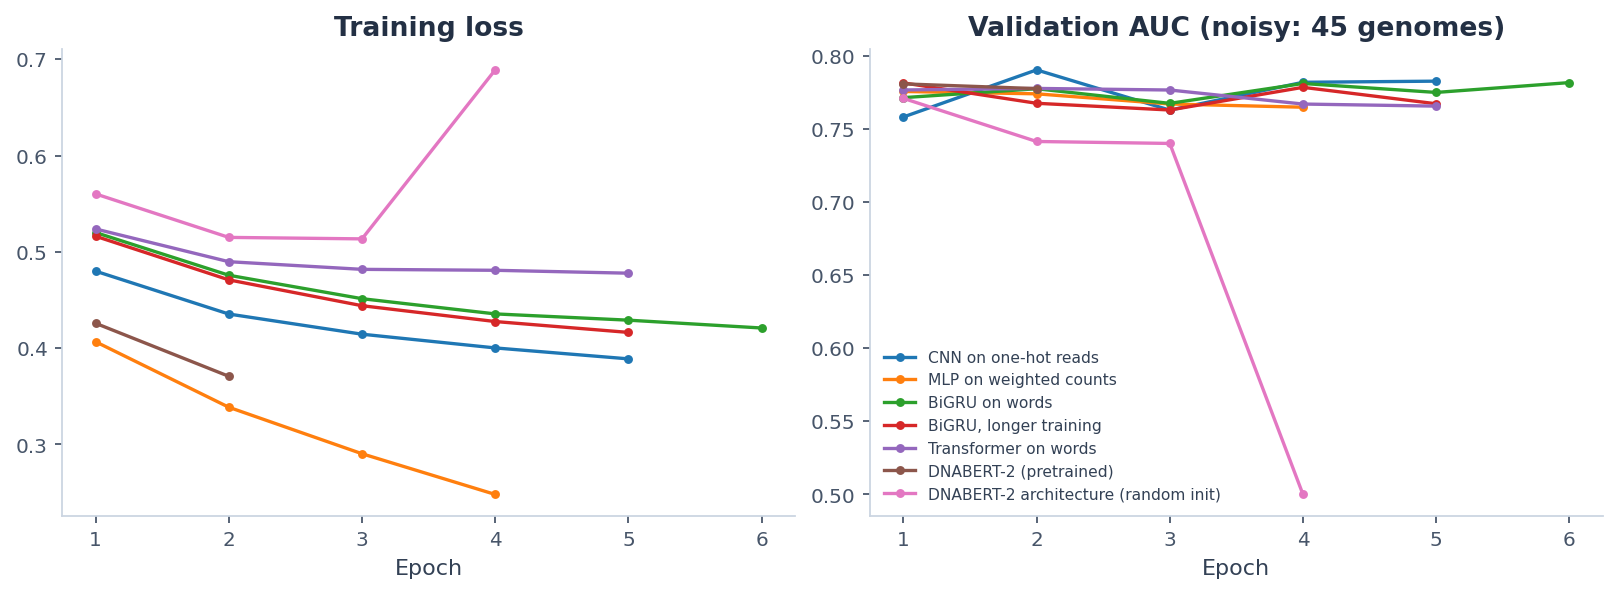 Training loss
0.7
0.6
0.5
0.4
0.3
1 2 3 4 5 6
Epoch
Validation AUC (noisy: 45 genomes)
0.80
0.75
0.70
0.65
0.60
0.55
0.50
CNN on one-hot reads
MLP on weighted counts
BiGRU on words
BiGRU, longer training
Transformer on words
DNABERT-2 (pretrained)
DNABERT-2 architecture (random init)
1 2 3 4 5 6
Epoch